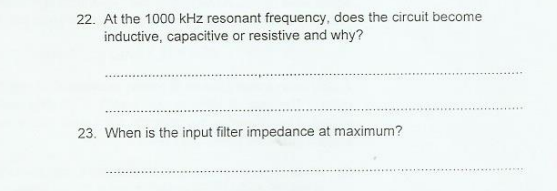 22. At the 1000 kHz resonant frequency, does the circuit become
inductive, capacitive or resistive and why?
23. When is the input filter impedance at maximum?